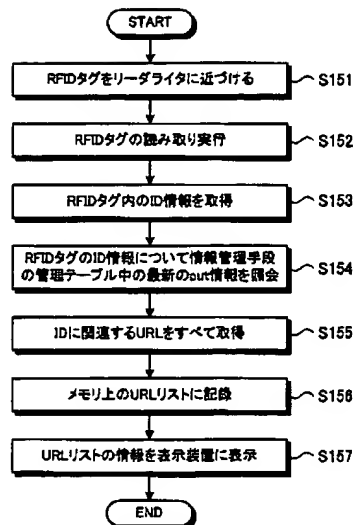 START
RFIDタグをリーダライタに近づける
S151
RFIDタグの読み取り実行
S152
RFIDタグ内のID情報を取得
S153
RFIDタグのID情報について情報管理手段
の管理テーブル中の最新のout情報を照会
S154
IDに関連するURLをすべて取得
S155
メモリ上のURLリストに記録
S156
URLリストの情報を表示装置に表示
S157
END